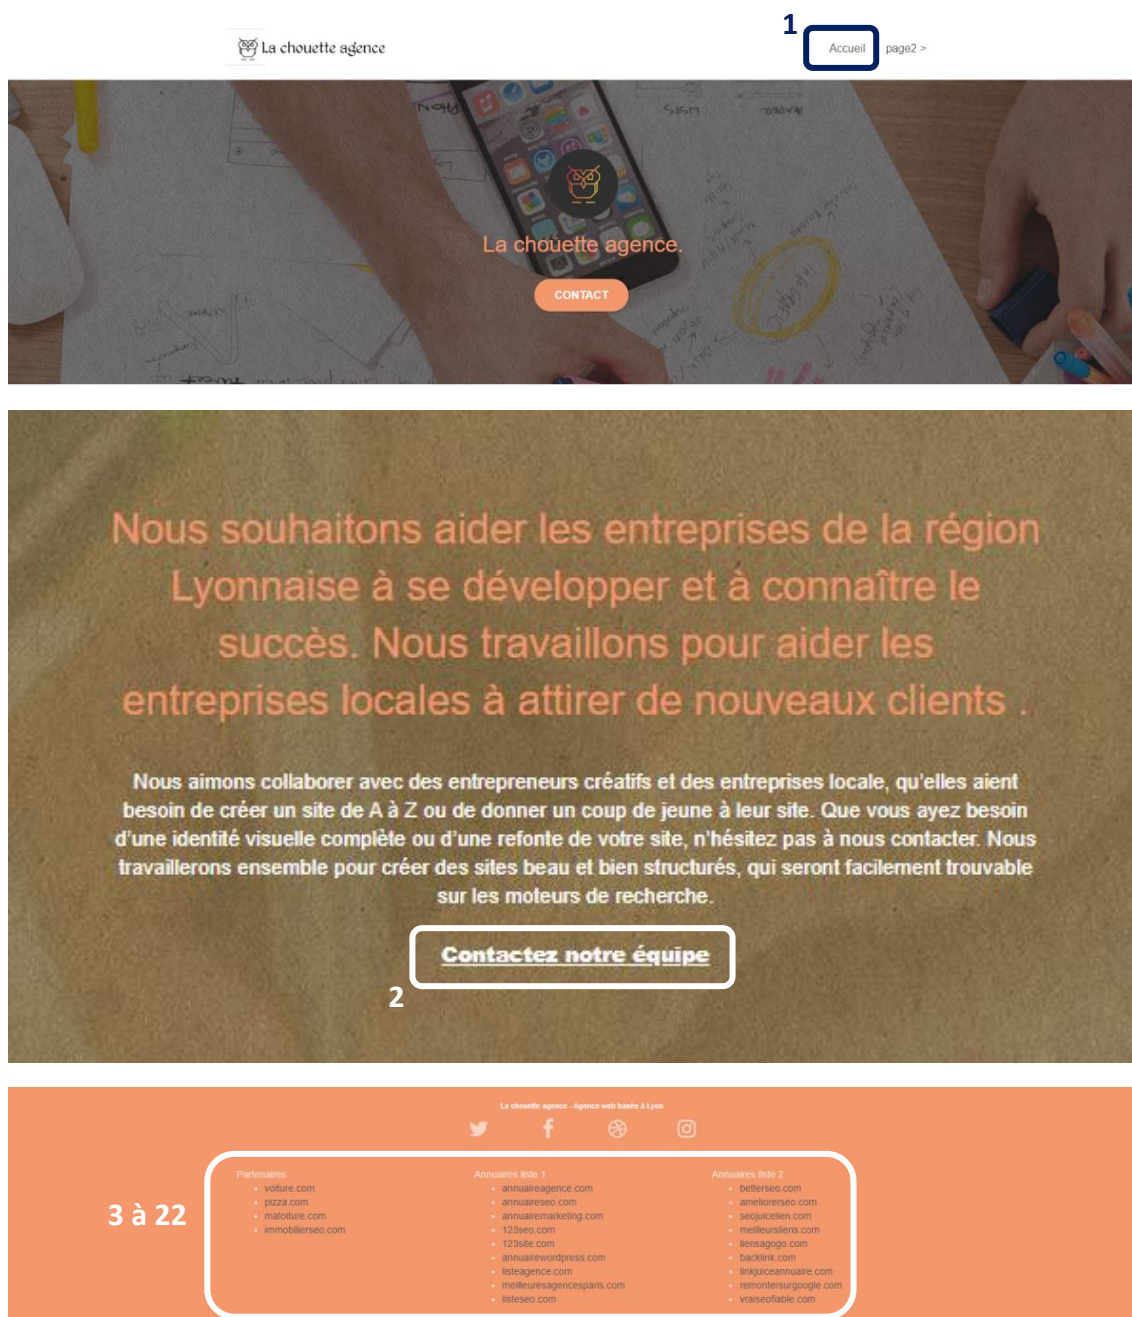 1
La chouette agence
Accueil
page2 >
La chouette agence.
CONTACT
Nous souhaitons aider les entreprises de la région
Lyonnaise à se développer et à connaître le
succès. Nous travaillons pour aider les
entreprises locales à attirer de nouveaux clients .
Nous aimons collaborer avec des entrepreneurs créatifs et des entreprises locale, qu'elles aient
besoin de créer un site de A à Z ou de donner un coup de jeune à leur site. Que vous ayez besoin
d'une identité visuelle complète ou d'une refonte de votre site, n'hésitez pas à nous contacter. Nous
travaillerons ensemble pour créer des sites beau et bien structurés, qui seront facilement trouvable
sur les moteurs de recherche.
Contactez notre équipe
2
La chouette agence - Agence web basée à Lyon.
3 à 22
Partenaires
voiture.com
pizza.com
matoiture.com
immobilierseo.com
Annuaires liste 1
annuaireagence.com
annuaireseo.com
annuairemarketing.com
123seo.com
123site.com
annuairewordpress.com
listeagence.com
meilleuresagencesparis.com
listeseo.com
Annuaires liste 2
betterseo.com
ameliorerseo.com
seojuicelien.com
meilleursliens.com
liensagogo.com
backlink.com
linkjuiceannuaire.com
remontersurgoogle.com
vraiseofiable.com